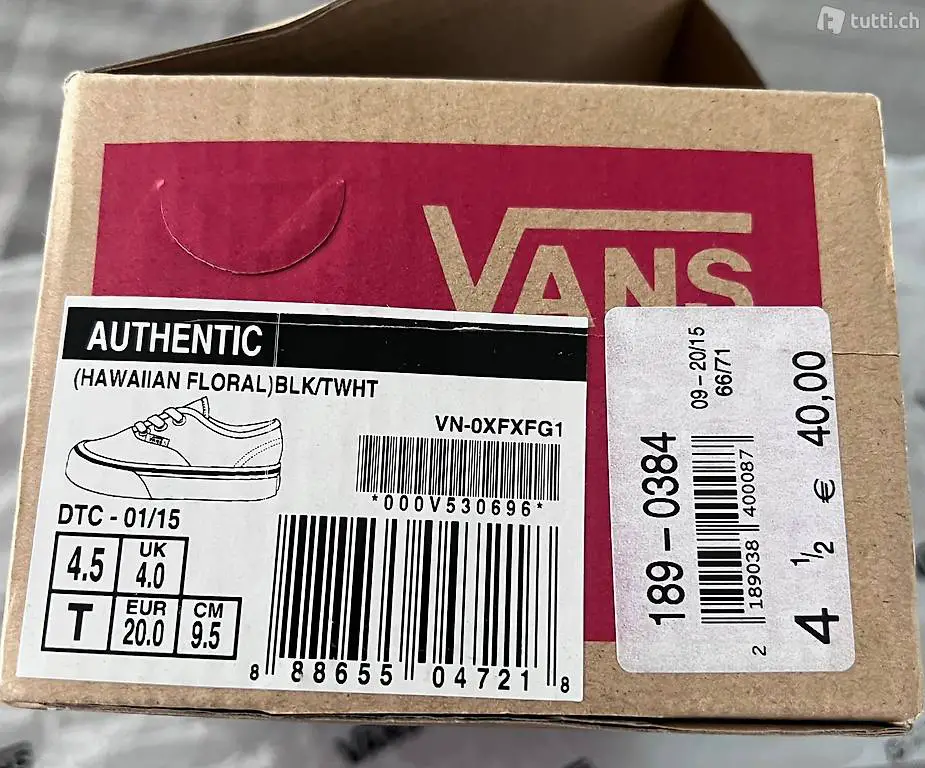 tutti.ch
VANS
AUTHENTIC
(HAWAIIAN FLORAL)BLK/TWHT
VANS
VN-0XFXFG1
*000V530696*
DTC - 01/15
4.5
UK
4.0
T
EUR
20.0
CM
9.5
8 88655 04721 8
09-20/15
66/71
189-0384
2 189038 400087
4 1/2 € 40,00
VANS